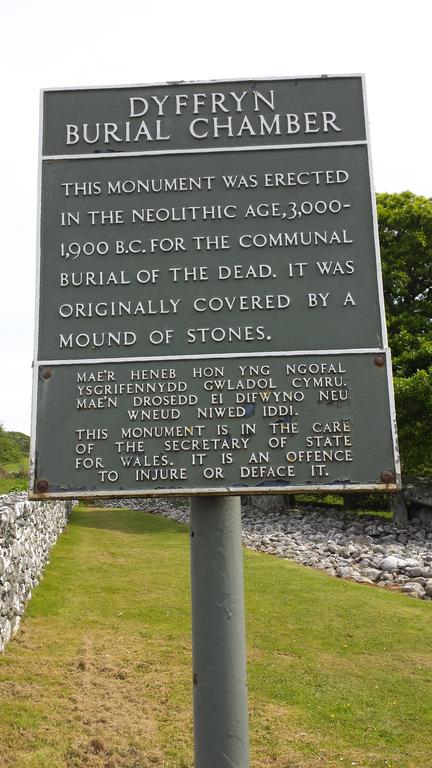 DYFFRYN
BURIAL CHAMBER
THIS MONUMENT WAS ERECTED
IN THE NEOLITHIC AGE, 3,000-
1,900 B.C. FOR THE COMMUNAL
BURIAL OF THE DEAD. IT WAS
ORIGINALLY COVERED BY A
MOUND OF STONES.
MAE'R HENEB HON YNG NGOFAL
YSGRIFENNYDD GWLADOL CYMRU.
MAE'N DROSEDD EI DIFWYNO NEU
WNEUD NIWED IDDI.
THIS MONUMENT IS IN THE CARE
OF THE SECRETARY OF STATE
FOR WALES. IT IS AN OFFENCE
TO INJURE OR DEFACE IT.